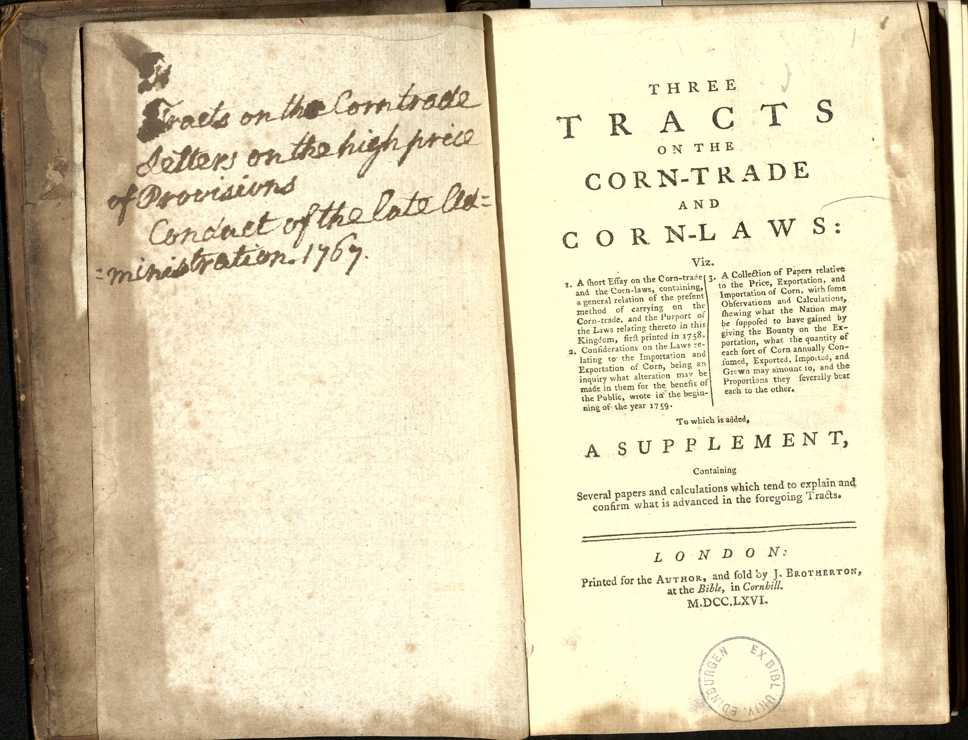 Tracts on the Corn trade
Letters on the high price
of Provisions
Conduct of the late Ad=
=ministration. 1767.
THREE
TRACTS
ON THE
CORN-TRADE
AND
CORN-LAWS:
Viz.
1. A ſhort Eſſay on the Corn-trade
and the Corn-laws, containing,
a general relation of the preſent
method of carrying on the
Corn-trade, and the Purport of
the Laws relating thereto in this
Kingdom, firſt printed in 1758.
2. Conſiderations on the Laws re-
lating to the Importation and
Exportation of Corn, being an
inquiry what alteration may be
made in them for the benefit of
the Public, wrote in the begin-
ning of the year 1759.
3. A Collection of Papers relative
to the Price, Exportation, and
Importation of Corn, with ſome
Obſervations and Calculations,
ſhewing what the Nation may
be ſuppoſed to have gained by
giving the Bounty on the Ex-
portation, what the quantity of
each ſort of Corn annually Con-
ſumed, Exported, Imported, and
Grown may amount to, and the
Proportions they ſeverally bear
each to the other.
To which is added,
A SUPPLEMENT,
Containing
Several papers and calculations which tend to explain and
confirm what is advanced in the foregoing Tracts.
LONDON:
Printed for the AUTHOR, and ſold by J. BROTHERTON,
at the Bible, in Cornhill.
M.DCC.LXVI.
EX BIBL. UNIV. EDINBURGEN